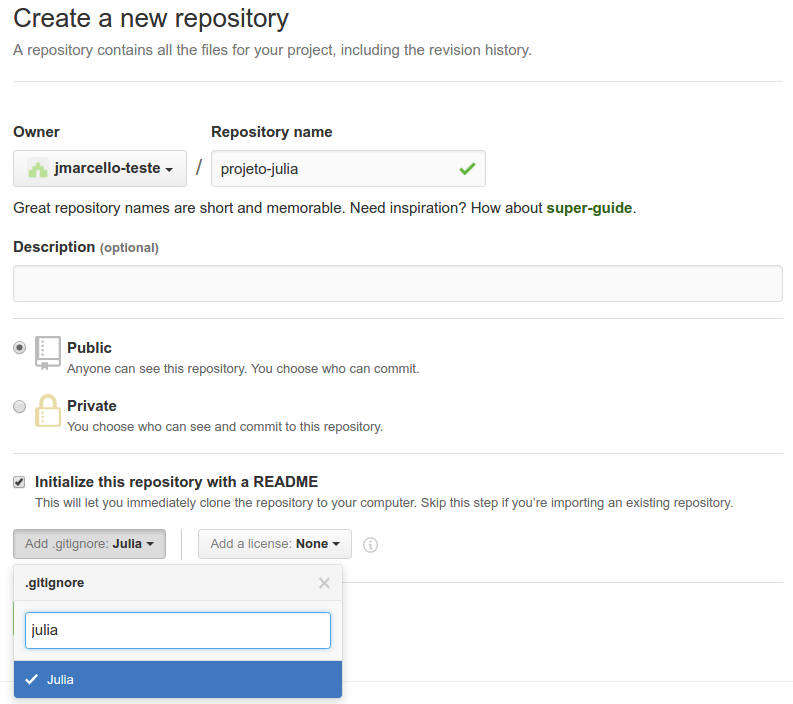 Create a new repository
A repository contains all the files for your project, including the revision history.
Owner
Repository name
jmarcello-teste
/
projeto-julia
Great repository names are short and memorable. Need inspiration? How about super-guide.
Description (optional)
Public
Anyone can see this repository. You choose who can commit.
Private
You choose who can see and commit to this repository.
Initialize this repository with a README
This will let you immediately clone the repository to your computer. Skip this step if you’re importing an existing repository.
Add .gitignore: Julia
Add a license: None
.gitignore
julia
Julia